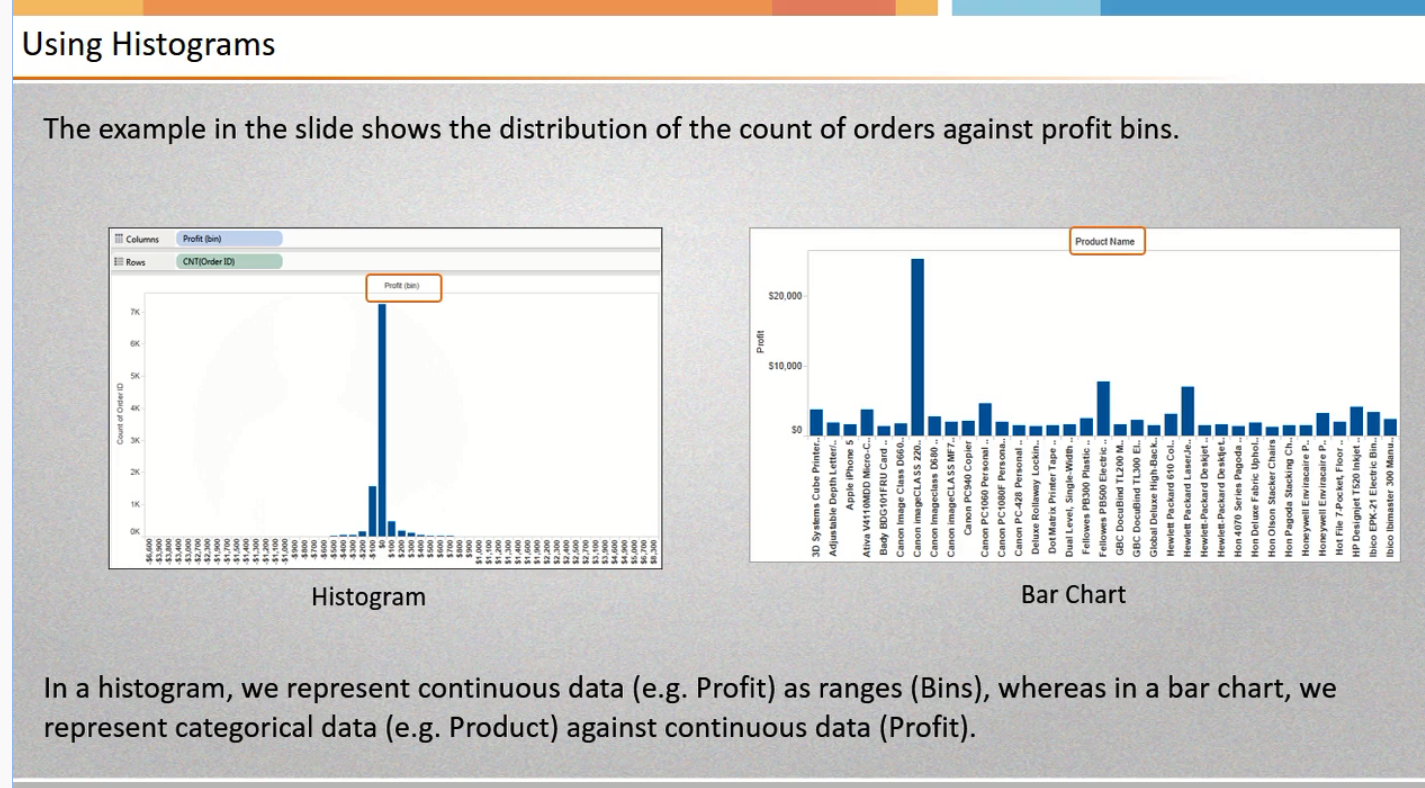 Using Histograms
The example in the slide shows the distribution of the count of orders against profit bins.
Columns Profit (bin)
Rows CNT(Order ID)
Profit (bin)
Count of Order ID
7K
6K
5K
4K
3K
2K
1K
0K
-$6,600 -$3,900 -$3,800 -$3,400 -$3,000 -$2,700 -$2,300 -$1,900 -$1,700 -$1,500 -$1,400 -$1,300 -$1,200 -$1,100 -$1,000 -$900 -$800 -$700 -$600 -$500 -$400 -$300 -$200 -$100 $0 $100 $200 $300 $400 $500 $600 $700 $800 $900 $1,000 $1,100 $1,200 $1,300 $1,400 $1,500 $1,600 $1,700 $1,800 $1,900 $2,200 $2,300 $2,400 $2,500 $2,700 $3,100 $3,900 $4,600 $4,900 $5,000 $6,700 $8,300
Histogram
Product Name
Profit
$20,000
$10,000
$0
3D Systems Cube Printer..
Adjustable Depth Letter/..
Apple iPhone 5
Ativa V4110MDD Micro-C..
Bady BDG101FRU Card ..
Canon Image Class D660..
Canon imageCLASS 220..
Canon Imageclass D680 ..
Canon imageCLASS MF7..
Canon PC940 Copier
Canon PC1060 Personal ..
Canon PC1080F Persona..
Canon PC-428 Personal ..
Deluxe Rollaway Lockin..
Dot Matrix Printer Tape ..
Dual Level, Single-Width ..
Fellowes PB300 Plastic ..
Fellowes PB500 Electric ..
GBC DocuBind TL200 M..
GBC DocuBind TL300 El..
Global Deluxe High-Back..
Hewlett Packard 610 Col..
Hewlett Packard LaserJe..
Hewlett-Packard Deskjet ..
Hewlett-Packard Desktjet..
Hon 4070 Series Pagoda ..
Hon Deluxe Fabric Uphol..
Hon Olson Stacker Chairs
Hon Pagoda Stacking Ch..
Honeywell Enviracaire P..
Honeywell Enviracaire P..
Hot File 7-Pocket, Floor ..
HP Designjet T520 Inkjet ..
Ibico EPK-21 Electric Bin..
Ibico Ibimaster 300 Manu..
Bar Chart
In a histogram, we represent continuous data (e.g. Profit) as ranges (Bins), whereas in a bar chart, we
represent categorical data (e.g. Product) against continuous data (Profit).